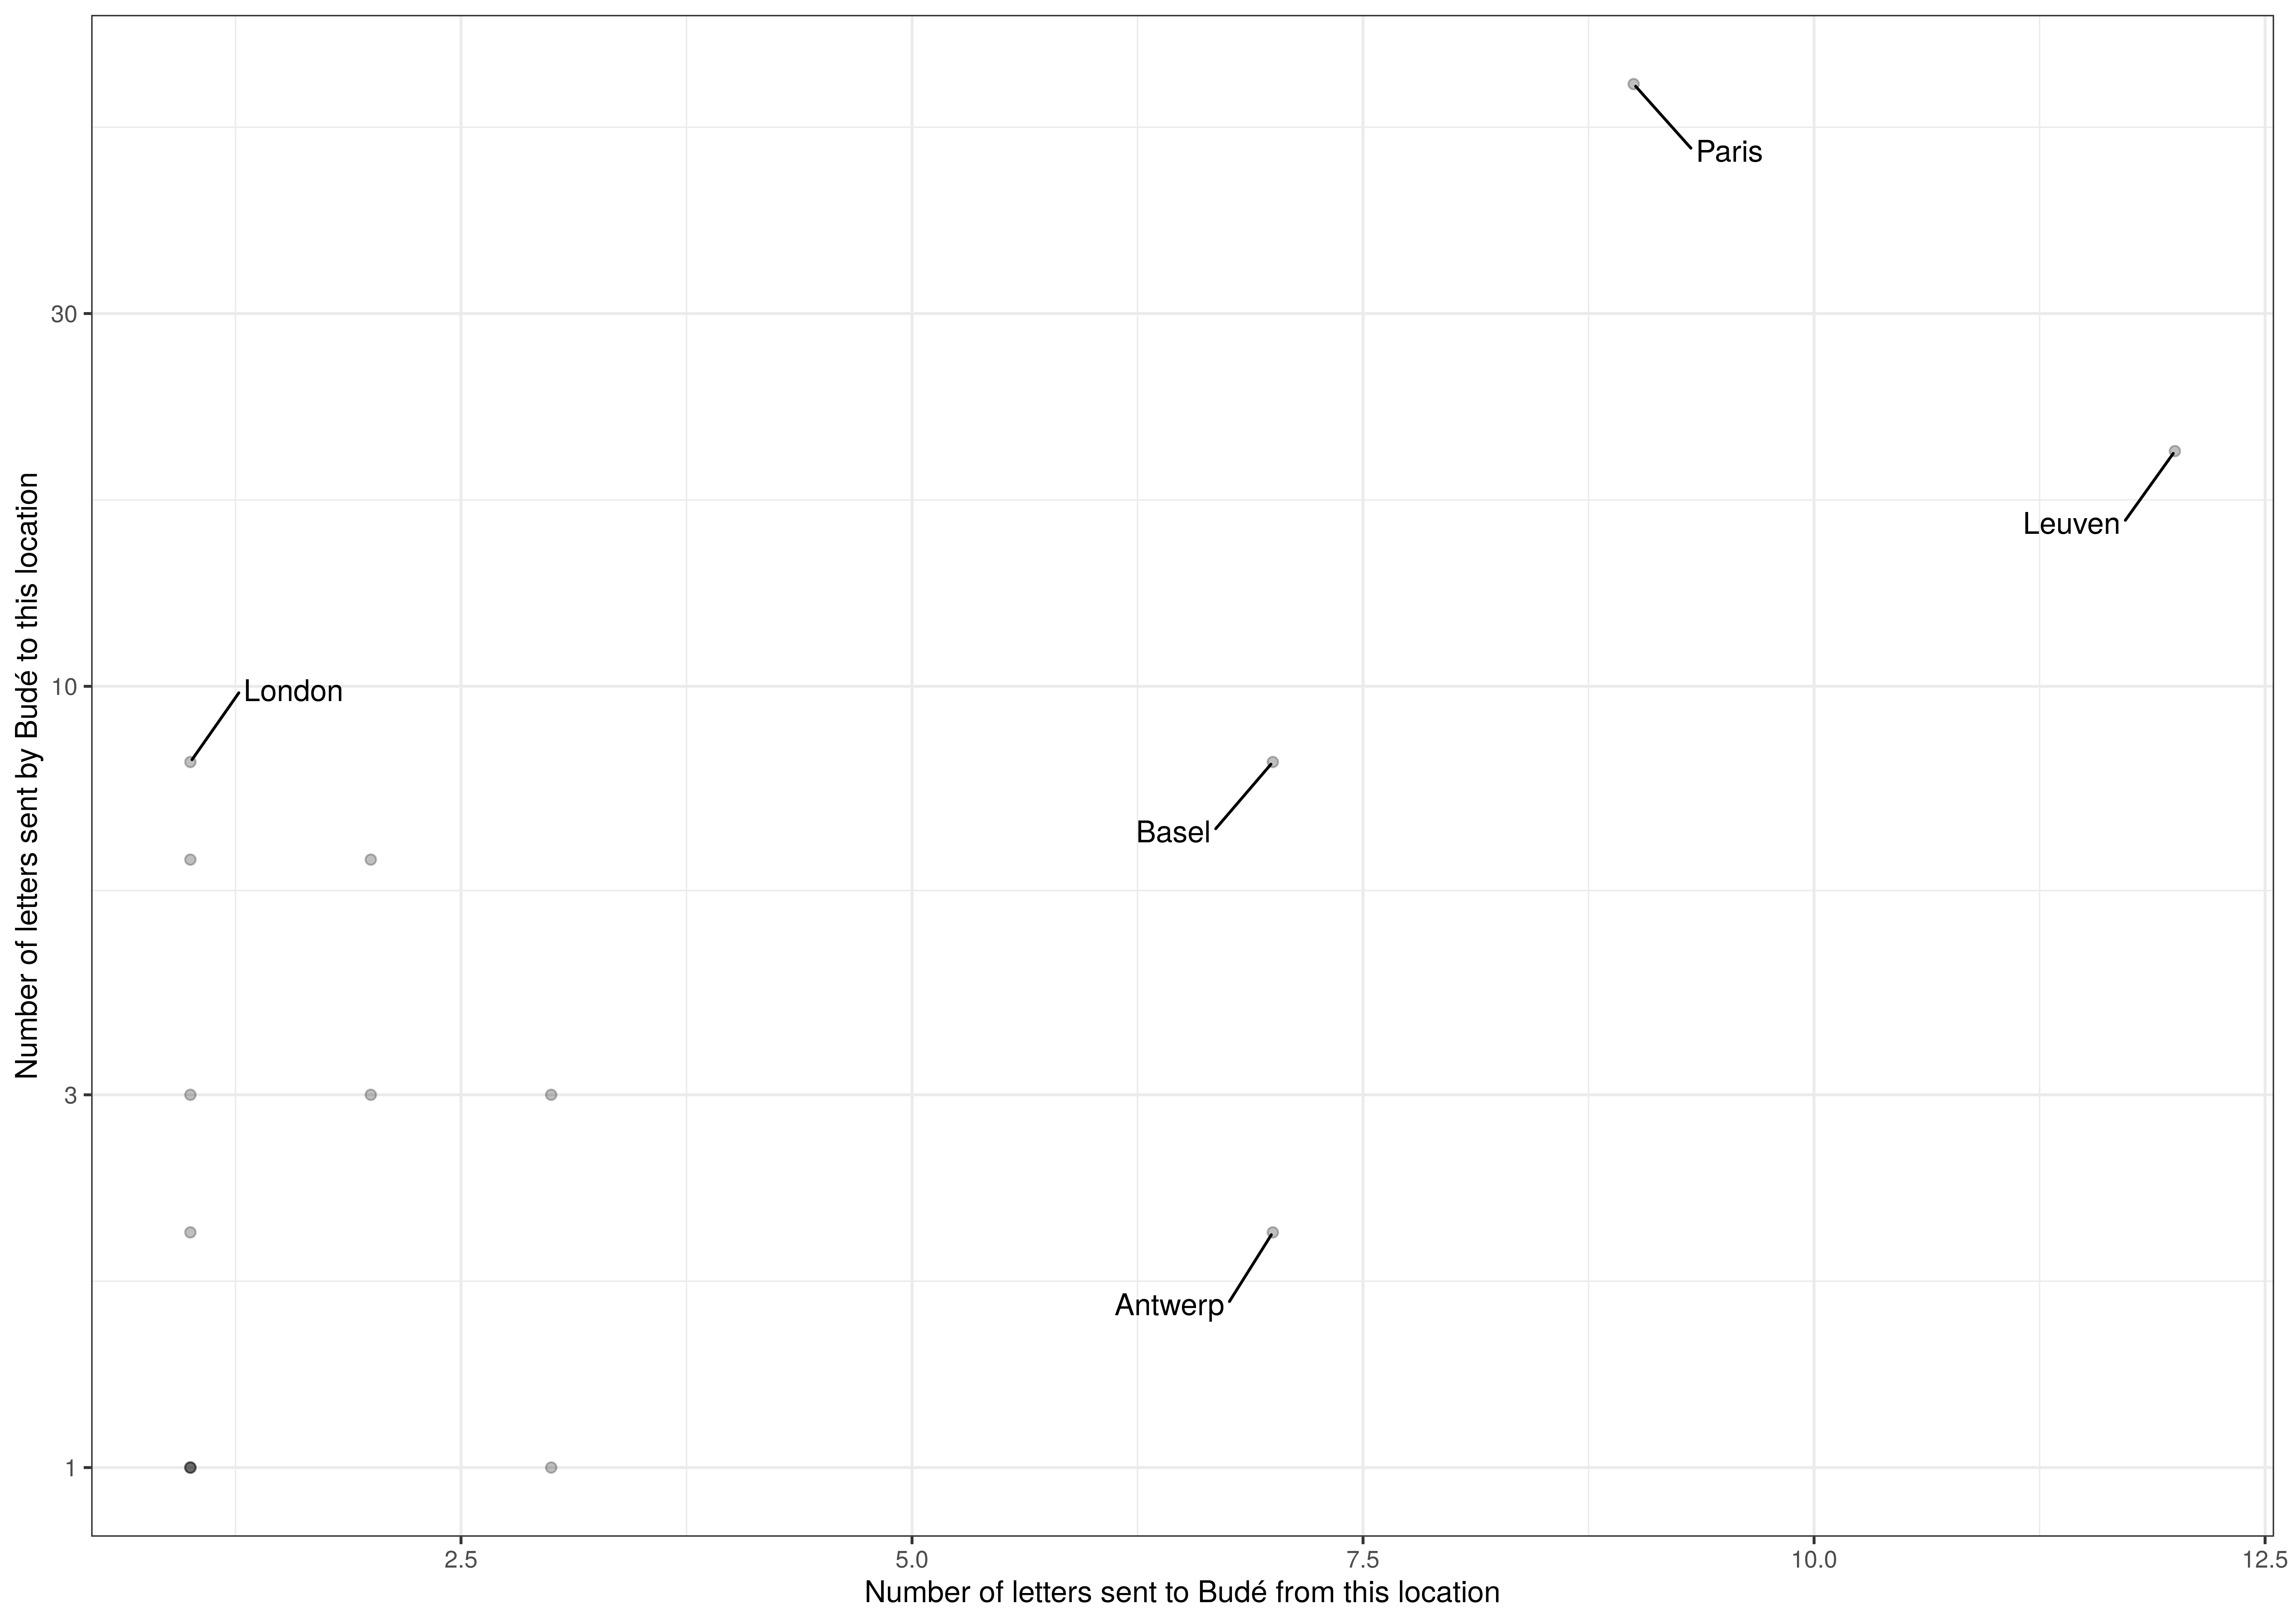 Paris
30
Leuven
London
10
Basel
3
Antwerp
1
2.5
5.0
7.5
10.0
12.5
Number of letters sent to Budé from this location
Number of letters sent by Budé to this location